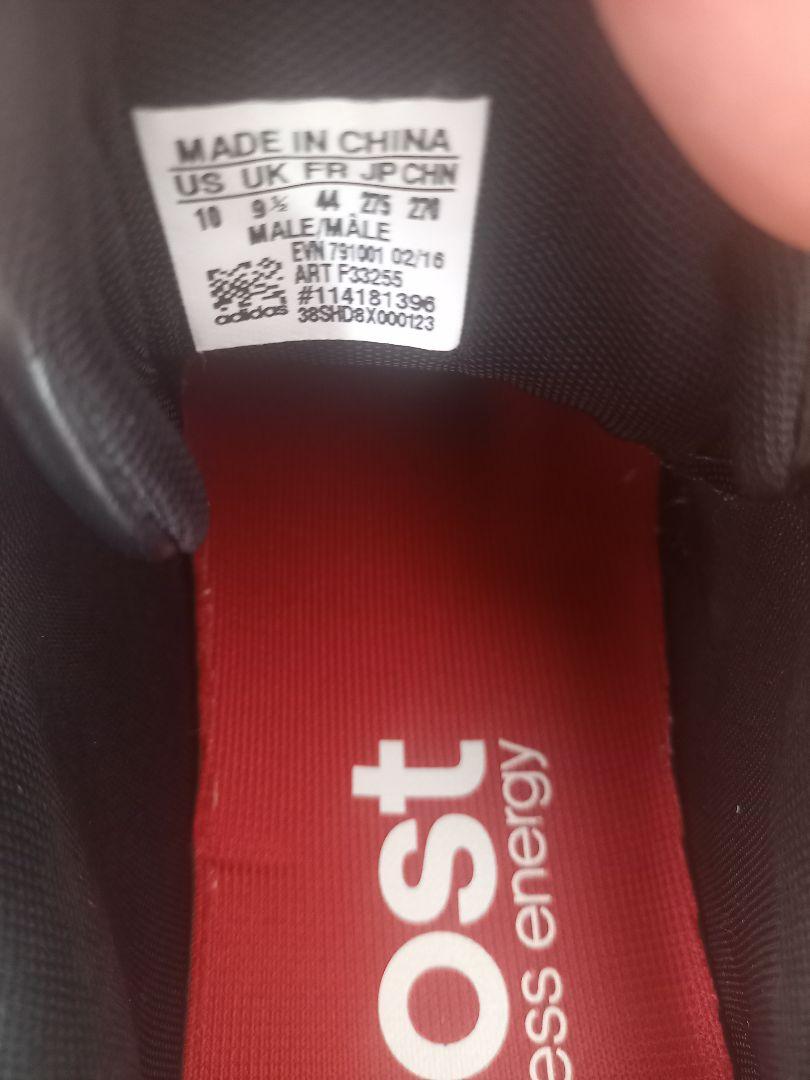 MADE IN CHINA
US UK FR JP CHN
10 9½ 44 275 270
MALE/MÂLE
EVN 791001 02/16
ART F33255
#114181396
adidas 38SHD8X000123
ost
ess energy